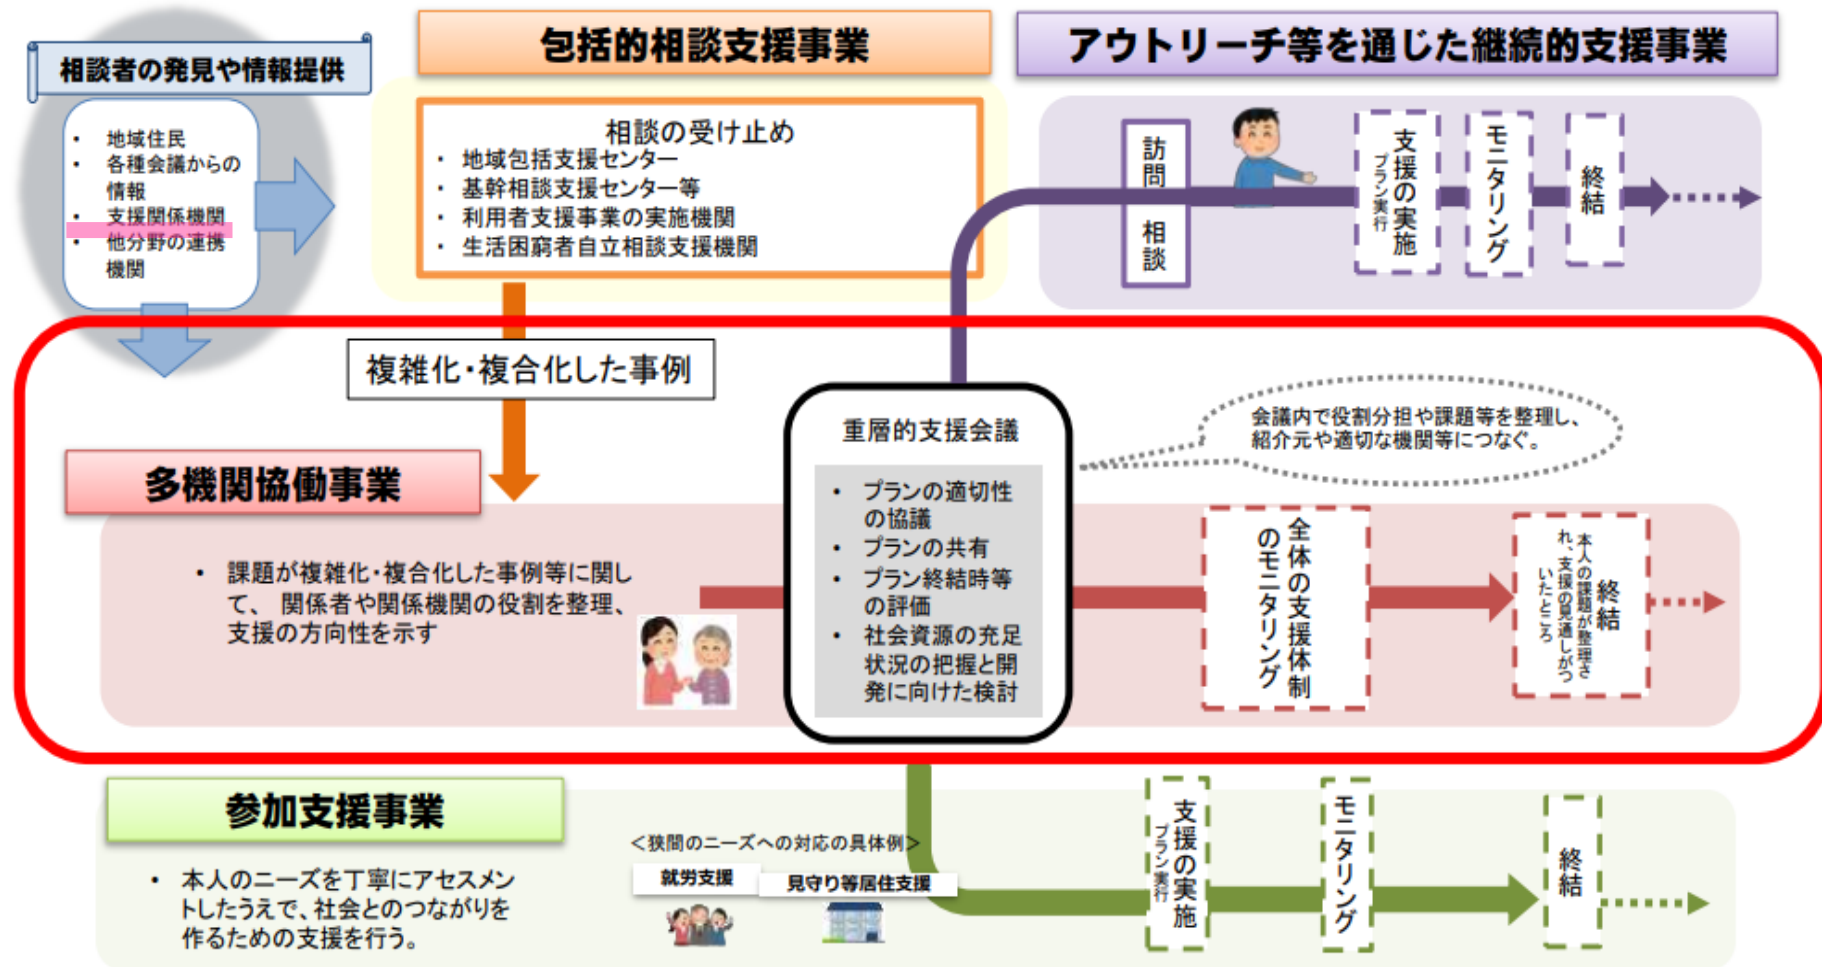 相談者の発見や情報提供
・ 地域住民
・ 各種会議からの
情報
・ 支援関係機関
・ 他分野の連携
機関
包括的相談支援事業
相談の受け止め
・ 地域包括支援センター
・ 基幹相談支援センター等
・ 利用者支援事業の実施機関
・ 生活困窮者自立相談支援機関
アウトリーチ等を通じた継続的支援事業
訪問 相談
支援の実施
プラン実行
モニタリング
終結
複雑化・複合化した事例
多機関協働事業
・ 課題が複雑化・複合化した事例等に関し
て、 関係者や関係機関の役割を整理、
支援の方向性を示す
重層的支援会議
・ プランの適切性
の協議
・ プランの共有
・ プラン終結時等
の評価
・ 社会資源の充足
状況の把握と開
発に向けた検討
会議内で役割分担や課題等を整理し、
紹介元や適切な機関等につなぐ。
全体の支援体制
のモニタリング
終結
本人の課題が整理さ
れ、支援の見通しがつ
いたところ
参加支援事業
・ 本人のニーズを丁寧にアセスメン
トしたうえで、社会とのつながりを
作るための支援を行う。
＜狭間のニーズへの対応の具体例＞
就労支援
見守り等居住支援
支援の実施
プラン実行
モニタリング
終結